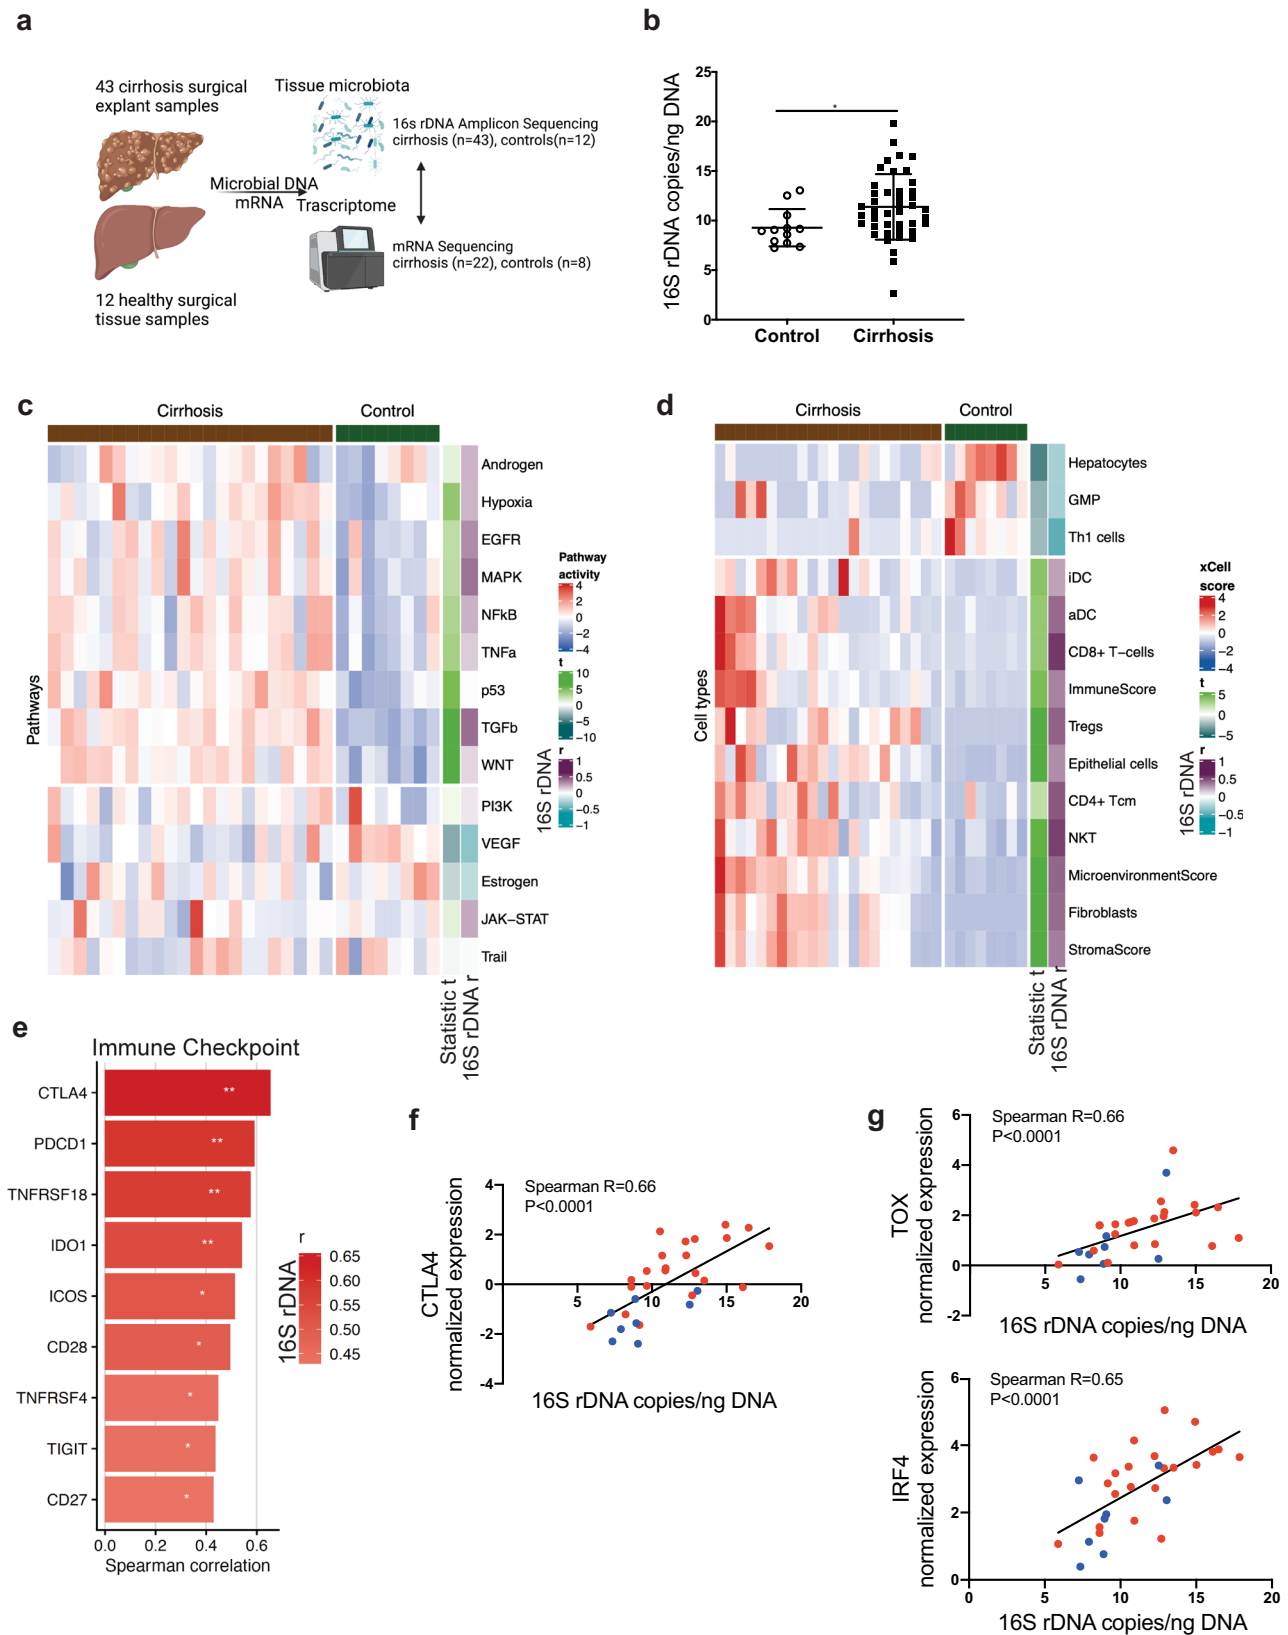 a
43 cirrhosis surgical
explant samples
Tissue microbiota
16s rDNA Amplicon Sequencing
cirrhosis (n=43), controls(n=12)
Microbial DNA
mRNA
Trascriptome
mRNA Sequencing
cirrhosis (n=22), controls (n=8)
12 healthy surgical
tissue samples
b
16S rDNA copies/ng DNA
25
20
15
10
5
0
*
Control
Cirrhosis
c
Cirrhosis
Control
Pathways
Androgen
Hypoxia
EGFR
MAPK
NFkB
TNFa
p53
TGFb
WNT
PI3K
VEGF
Estrogen
JAK−STAT
Trail
Statistic t
16S rDNA r
Pathway
activity
4
2
0
−2
−4
t
10
5
0
−5
−10
16S rDNA
r
1
0.5
0
−0.5
−1
d
Cirrhosis
Control
Cell types
Hepatocytes
GMP
Th1 cells
iDC
aDC
CD8+ T−cells
ImmuneScore
Tregs
Epithelial cells
CD4+ Tcm
NKT
MicroenvironmentScore
Fibroblasts
StromaScore
Statistic t
16S rDNA r
xCell
score
4
2
0
−2
−4
t
5
0
−5
16S rDNA
r
1
0.5
0
−0.5
−1
e
Immune Checkpoint
CTLA4
**
PDCD1
**
TNFRSF18
**
IDO1
**
ICOS
*
CD28
*
TNFRSF4
*
TIGIT
*
CD27
*
0.0 0.2 0.4 0.6
Spearman correlation
16S rDNA
r
0.65
0.60
0.55
0.50
0.45
f
Spearman R=0.66
P<0.0001
CTLA4
normalized expression
4
2
0
-2
-4
5 10 15 20
16S rDNA copies/ng DNA
g
Spearman R=0.66
P<0.0001
TOX
normalized expression
6
4
2
0
-2
5 10 15 20
16S rDNA copies/ng DNA
Spearman R=0.65
P<0.0001
IRF4
normalized expression
6
4
2
0
0 5 10 15 20
16S rDNA copies/ng DNA